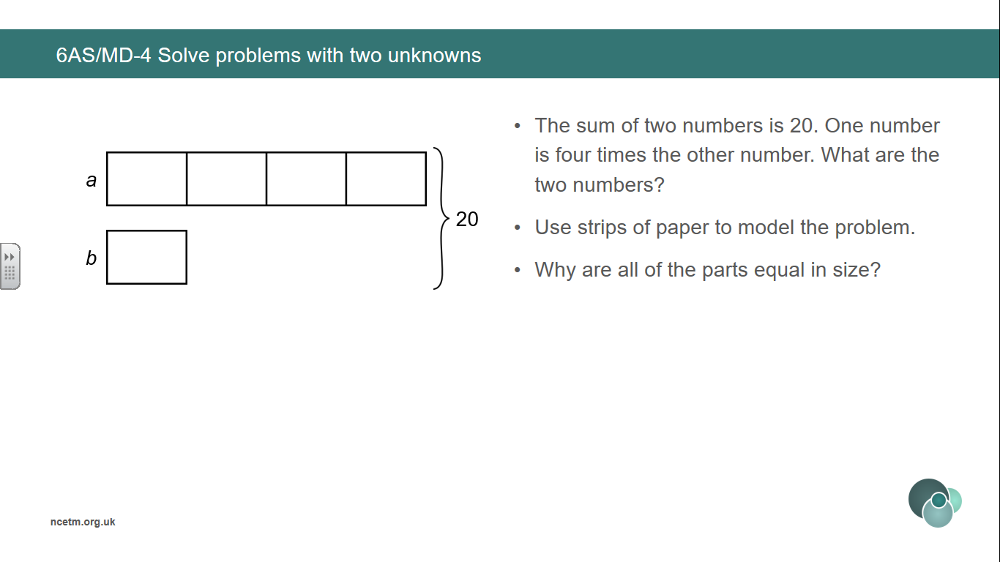 6AS/MD-4 Solve problems with two unknowns
a
b
20
• The sum of two numbers is 20. One number
is four times the other number. What are the
two numbers?
• Use strips of paper to model the problem.
• Why are all of the parts equal in size?
ncetm.org.uk